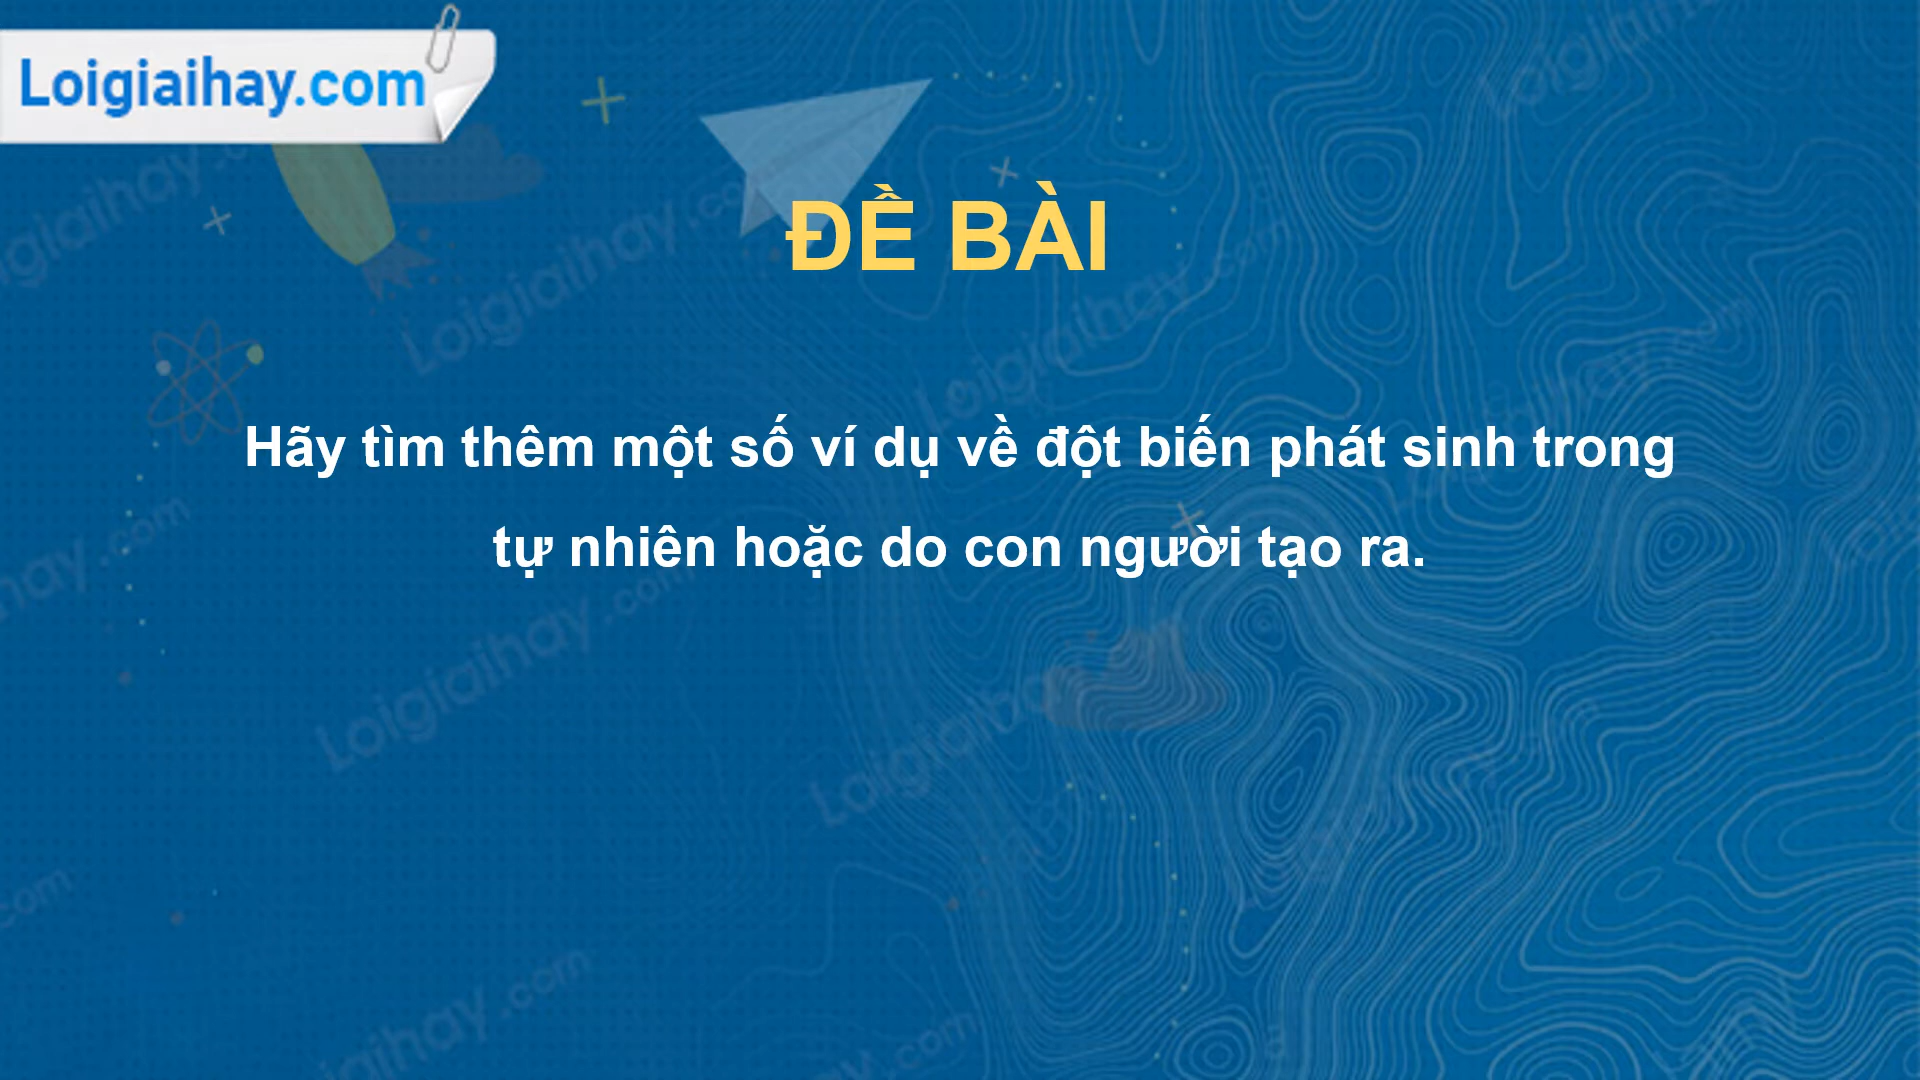 Loigiaihay.com
ĐỀ BÀI
Hãy tìm thêm một số ví dụ về đột biến phát sinh trong
tự nhiên hoặc do con người tạo ra.